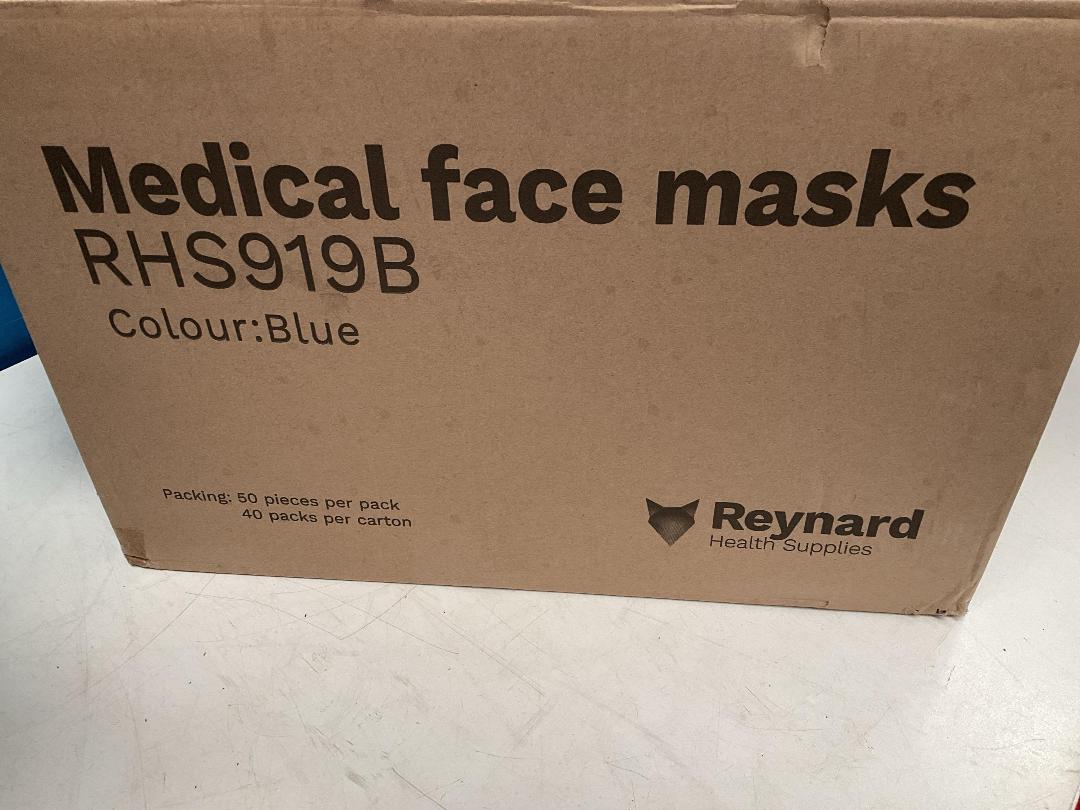 Medical face masks
RHS919B
Colour:Blue
Packing: 50 pieces per pack
40 packs per carton
Reynard
Health Supplies